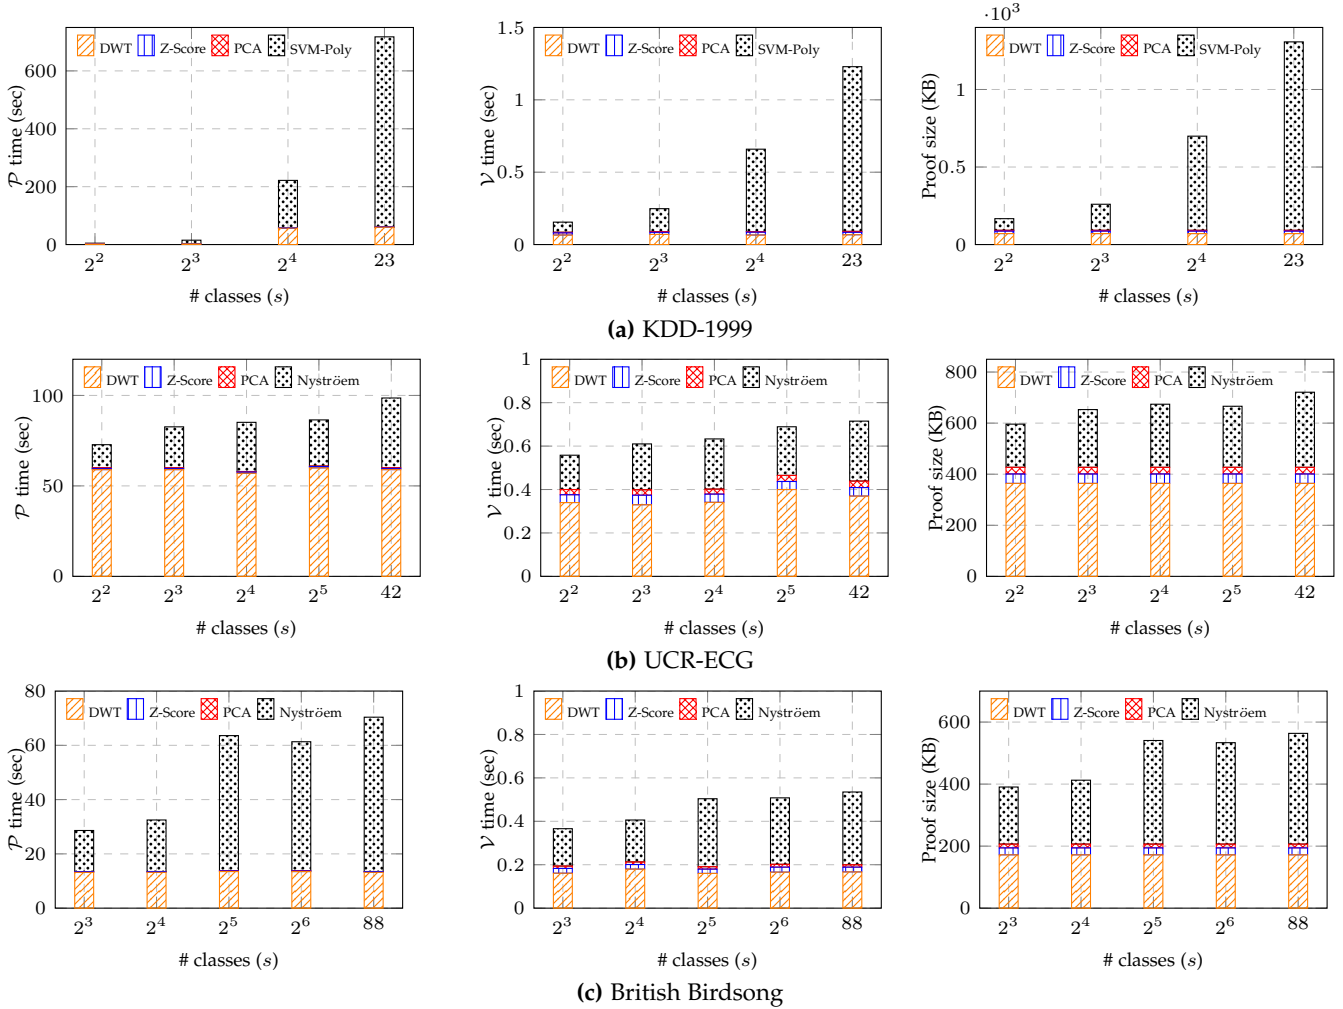 DWT Z-Score PCA SVM-Poly
𝒫 time (sec)
600
400
200
0
2² 2³ 2⁴ 23
# classes (s)
DWT Z-Score PCA SVM-Poly
𝒱 time (sec)
1.5
1
0.5
0
2² 2³ 2⁴ 23
# classes (s)
·10³
DWT Z-Score PCA SVM-Poly
Proof size (KB)
1
0.5
0
2² 2³ 2⁴ 23
# classes (s)
(a) KDD-1999
DWT Z-Score PCA Nyströem
𝒫 time (sec)
100
50
0
2² 2³ 2⁴ 2⁵ 42
# classes (s)
DWT Z-Score PCA Nyströem
𝒱 time (sec)
1
0.8
0.6
0.4
0.2
0
2² 2³ 2⁴ 2⁵ 42
# classes (s)
DWT Z-Score PCA Nyströem
Proof size (KB)
800
600
400
200
0
2² 2³ 2⁴ 2⁵ 42
# classes (s)
(b) UCR-ECG
DWT Z-Score PCA Nyströem
𝒫 time (sec)
80
60
40
20
0
2³ 2⁴ 2⁵ 2⁶ 88
# classes (s)
DWT Z-Score PCA Nyströem
𝒱 time (sec)
1
0.8
0.6
0.4
0.2
0
2³ 2⁴ 2⁵ 2⁶ 88
# classes (s)
DWT Z-Score PCA Nyströem
Proof size (KB)
600
400
200
0
2³ 2⁴ 2⁵ 2⁶ 88
# classes (s)
(c) British Birdsong